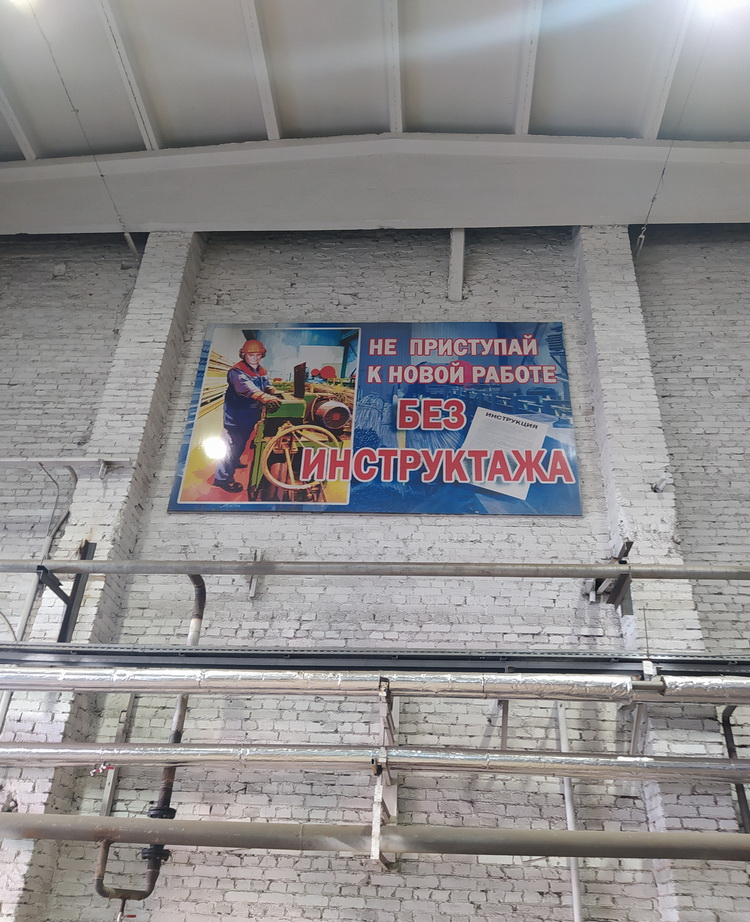 НЕ ПРИСТУПАЙ
К НОВОЙ РАБОТЕ
БЕЗ
ИНСТРУКЦИЯ
ИНСТРУКТАЖА